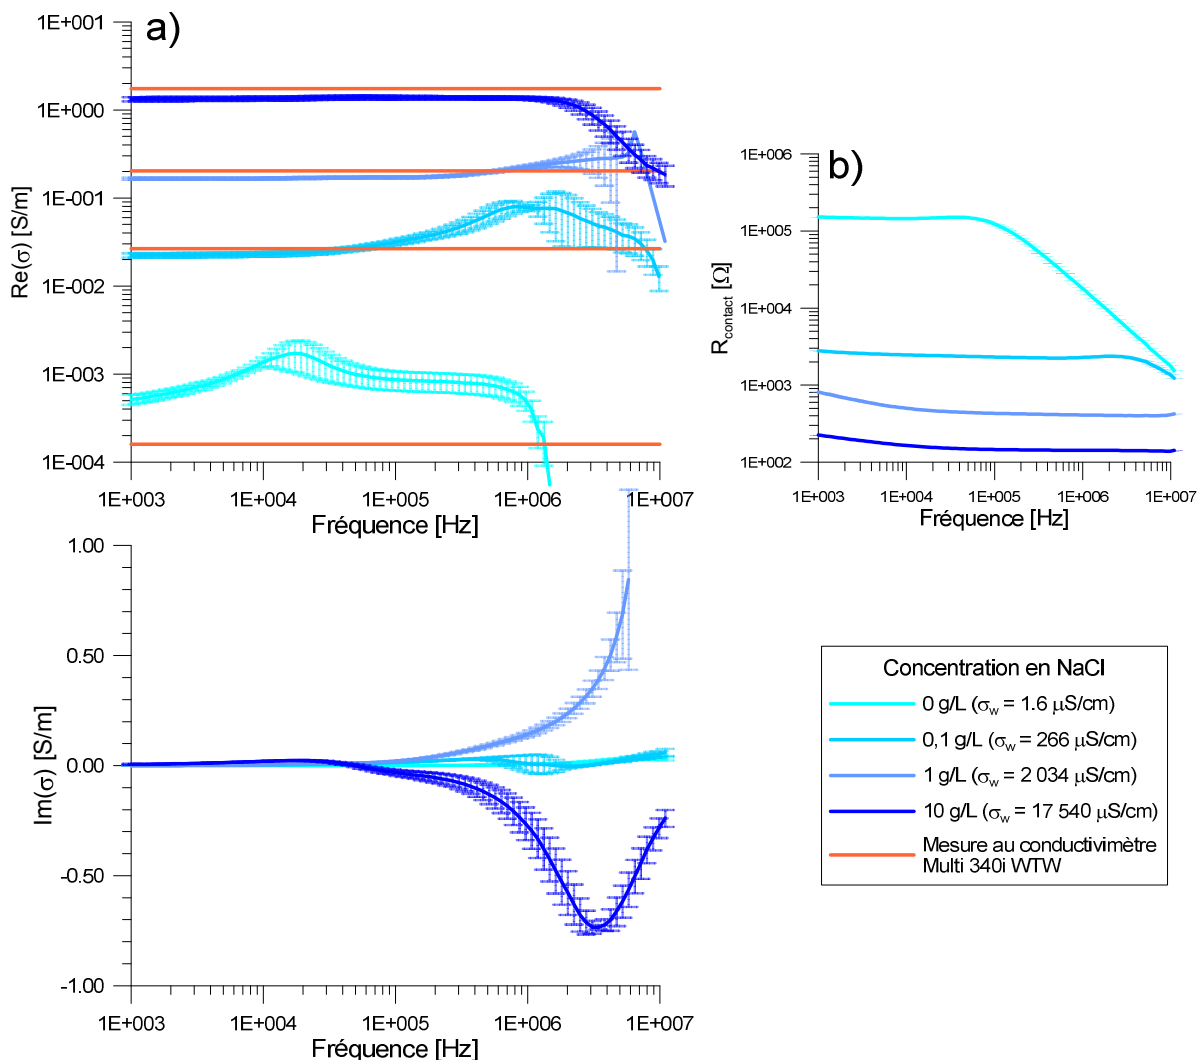 a)
1E+001
1E+000
1E-001
1E-002
1E-003
1E-004
Re(σ) [S/m]
1E+003 1E+004 1E+005 1E+006 1E+007
Fréquence [Hz]
b)
1E+006
1E+005
1E+004
1E+003
1E+002
Rcontact [Ω]
1E+003 1E+004 1E+005 1E+006 1E+007
Fréquence [Hz]
1.00
0.50
0.00
-0.50
-1.00
Im(σ) [S/m]
1E+003 1E+004 1E+005 1E+006 1E+007
Fréquence [Hz]
Concentration en NaCl
0 g/L (σw = 1.6 µS/cm)
0,1 g/L (σw = 266 µS/cm)
1 g/L (σw = 2 034 µS/cm)
10 g/L (σw = 17 540 µS/cm)
Mesure au conductivimètre
Multi 340i WTW